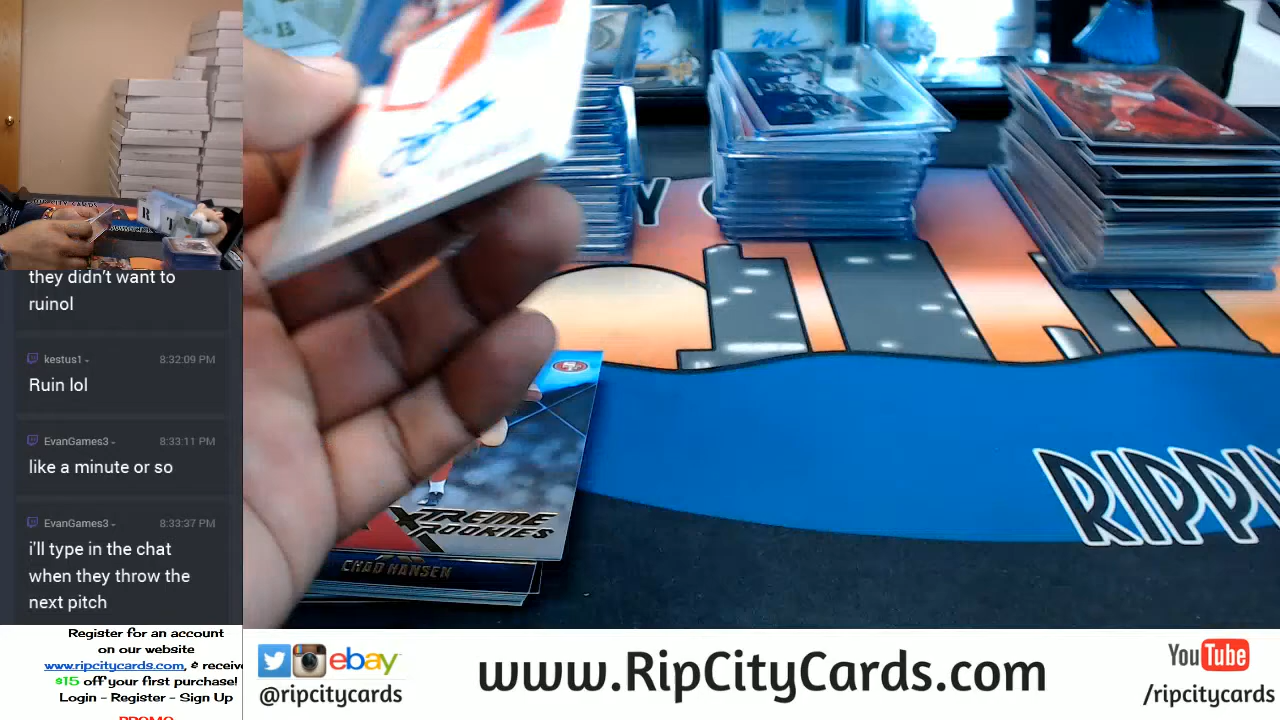 they didn't want to
ruinol
kestus1
8:32:09 PM
Ruin lol
EvanGames3
8:33:11 PM
like a minute or so
EvanGames3
8:33:37 PM
i'll type in the chat
when they throw the
next pitch
Register for an account
on our website
www.ripcitycards.com, & receive
$15 off your first purchase!
Login - Register - Sign Up
PROMO
XTREME
ROOKIES
CHAD HANSEN
Y C
RIPPIN
ebay
@ripcitycards
www.RipCityCards.com
YouTube
/ripcitycards